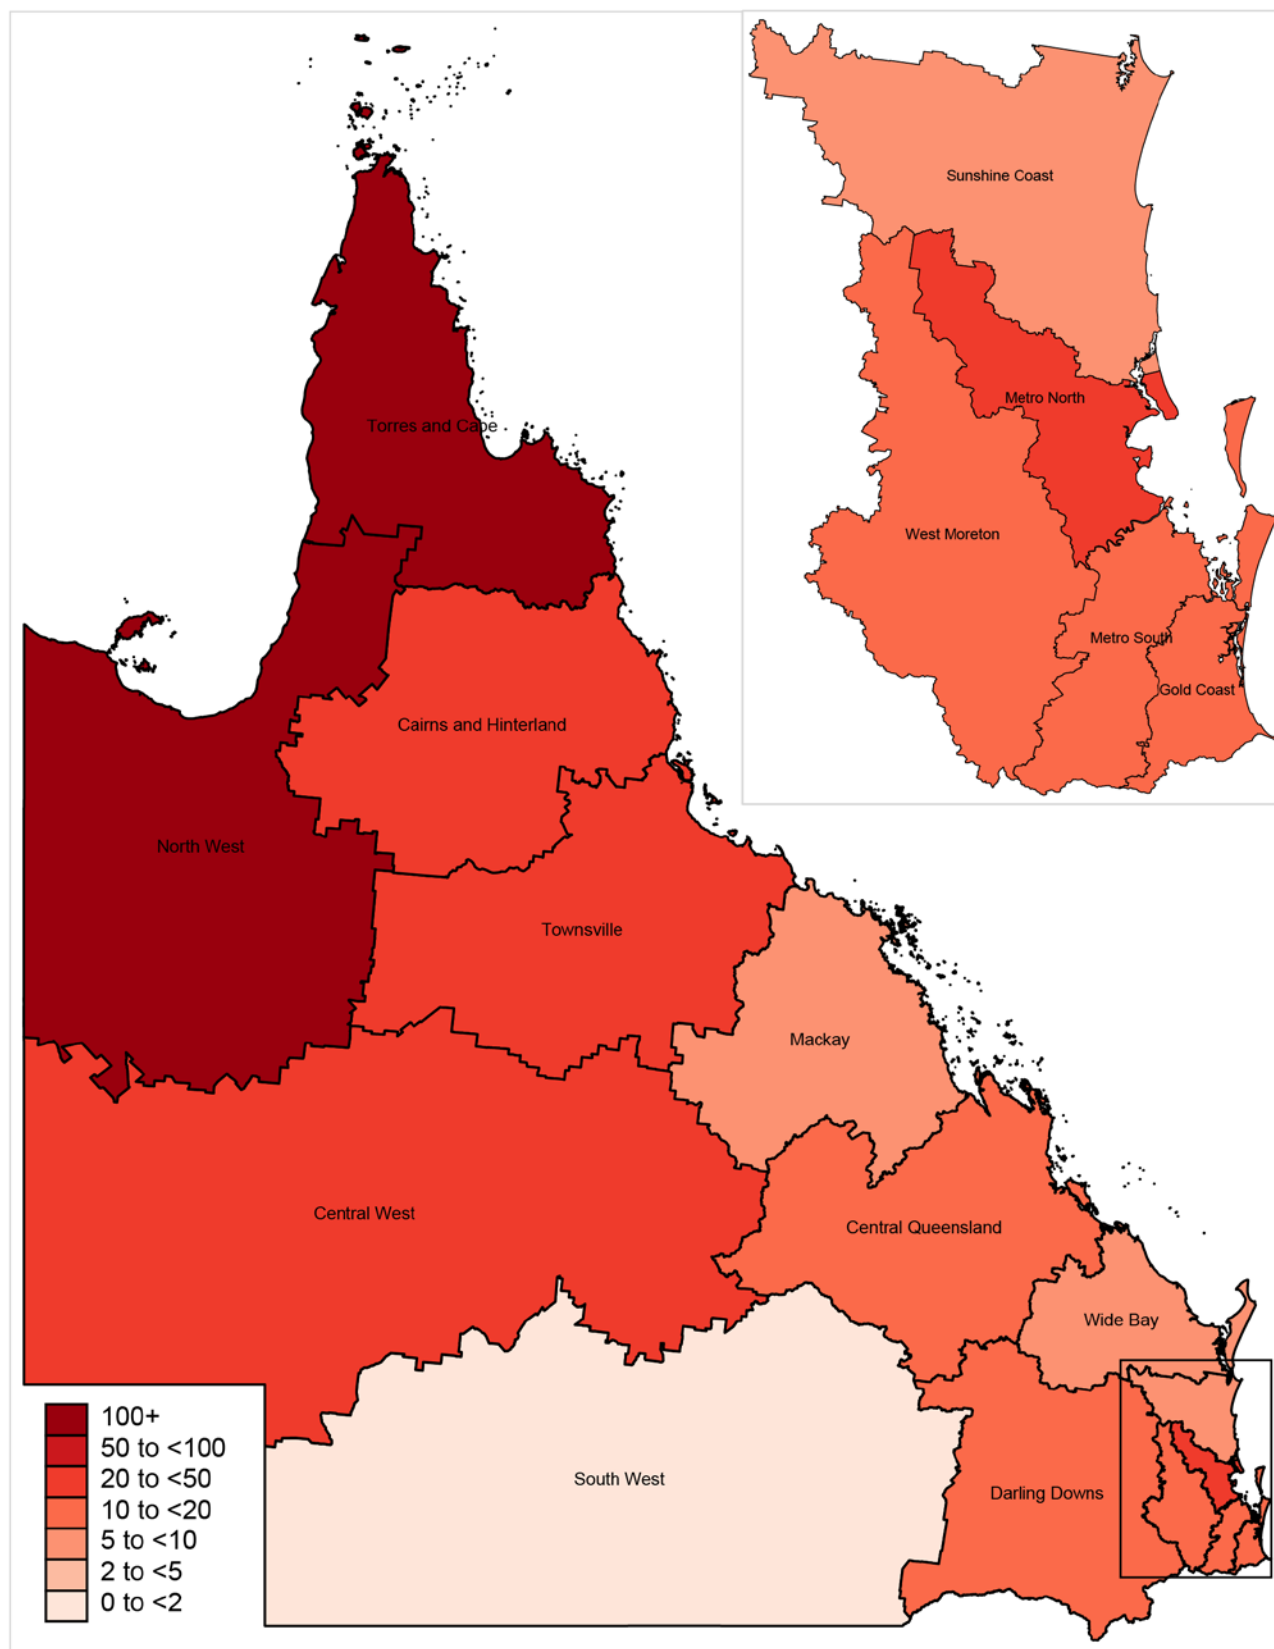 Sunshine Coast
Metro North
West Moreton
Metro South
Gold Coast
Torres and Cape
Cairns and Hinterland
North West
Townsville
Mackay
Central West
Central Queensland
Wide Bay
South West
Darling Downs
100+
50 to <100
20 to <50
10 to <20
5 to <10
2 to <5
0 to <2